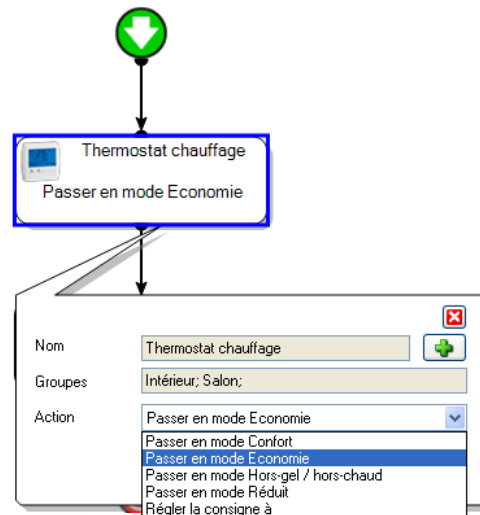 Thermostat chauffage
Passer en mode Economie
Nom
Thermostat chauffage
Groupes
Intérieur; Salon;
Action
Passer en mode Economie
Passer en mode Confort
Passer en mode Economie
Passer en mode Hors-gel / hors-chaud
Passer en mode Réduit
Régler la consigne à